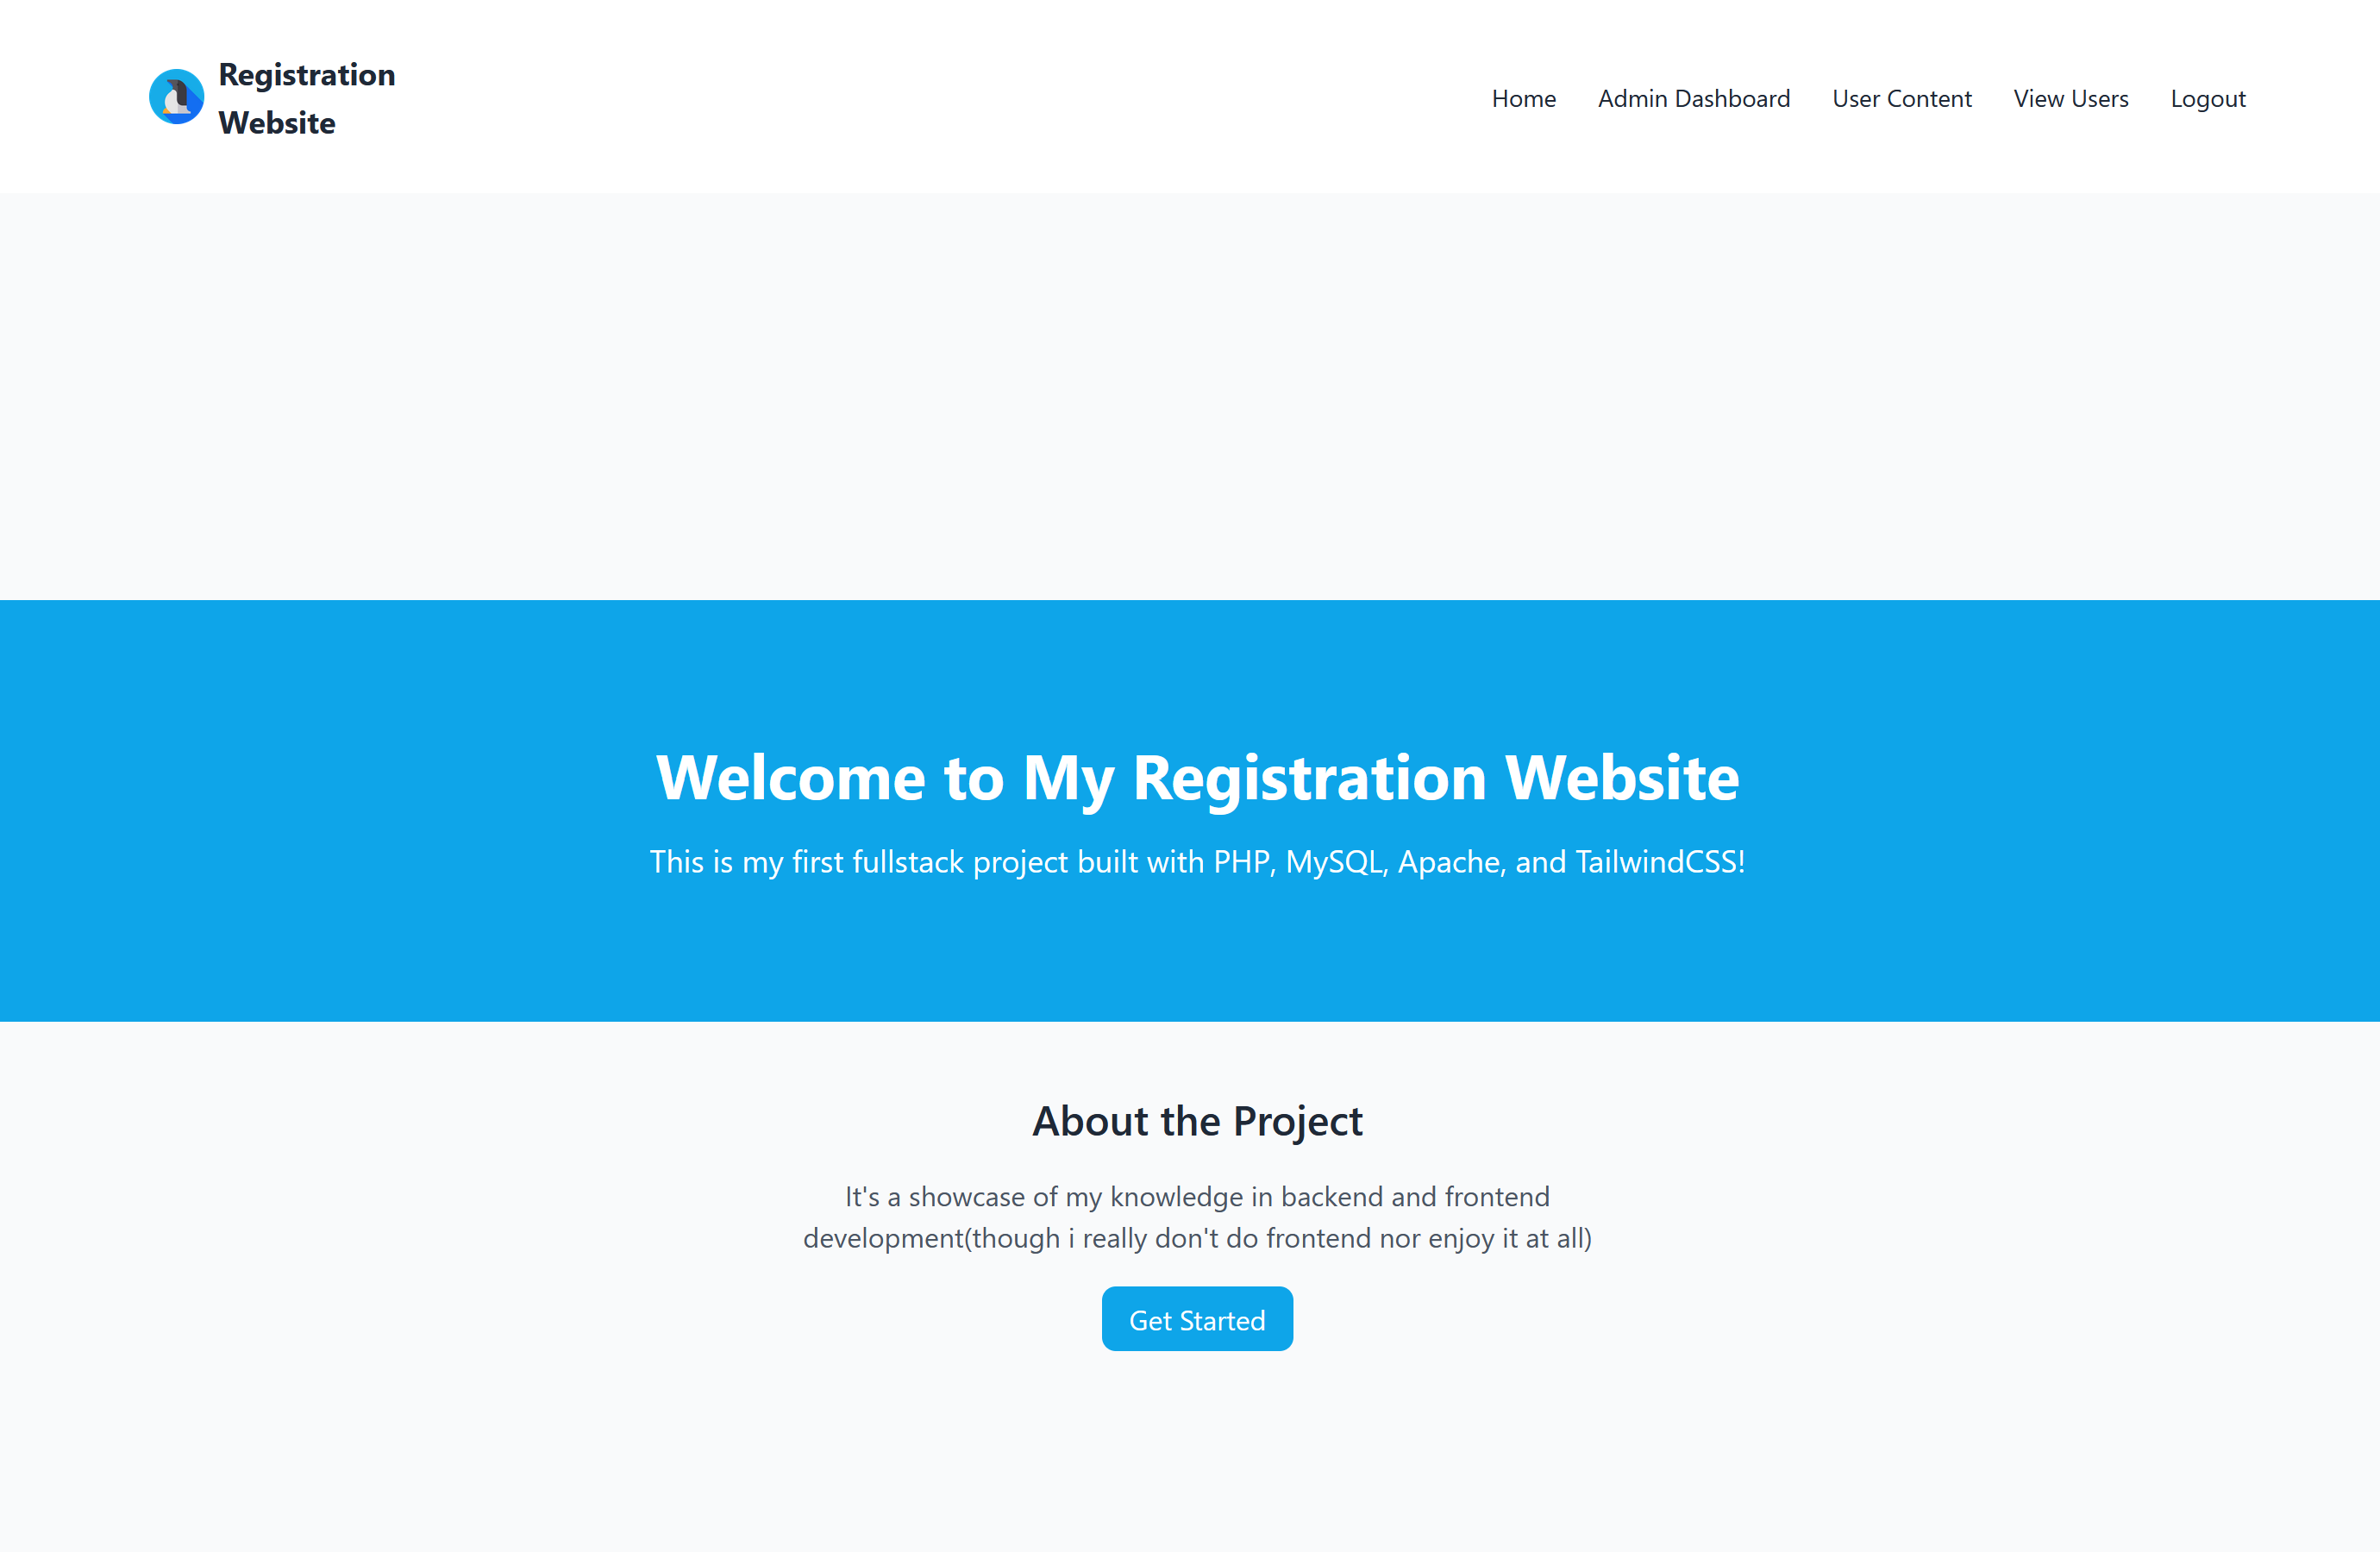 Registration
Website
Home Admin Dashboard User Content View Users Logout
Welcome to My Registration Website
This is my first fullstack project built with PHP, MySQL, Apache, and TailwindCSS!
About the Project
It's a showcase of my knowledge in backend and frontend
development(though i really don't do frontend nor enjoy it at all)
Get Started